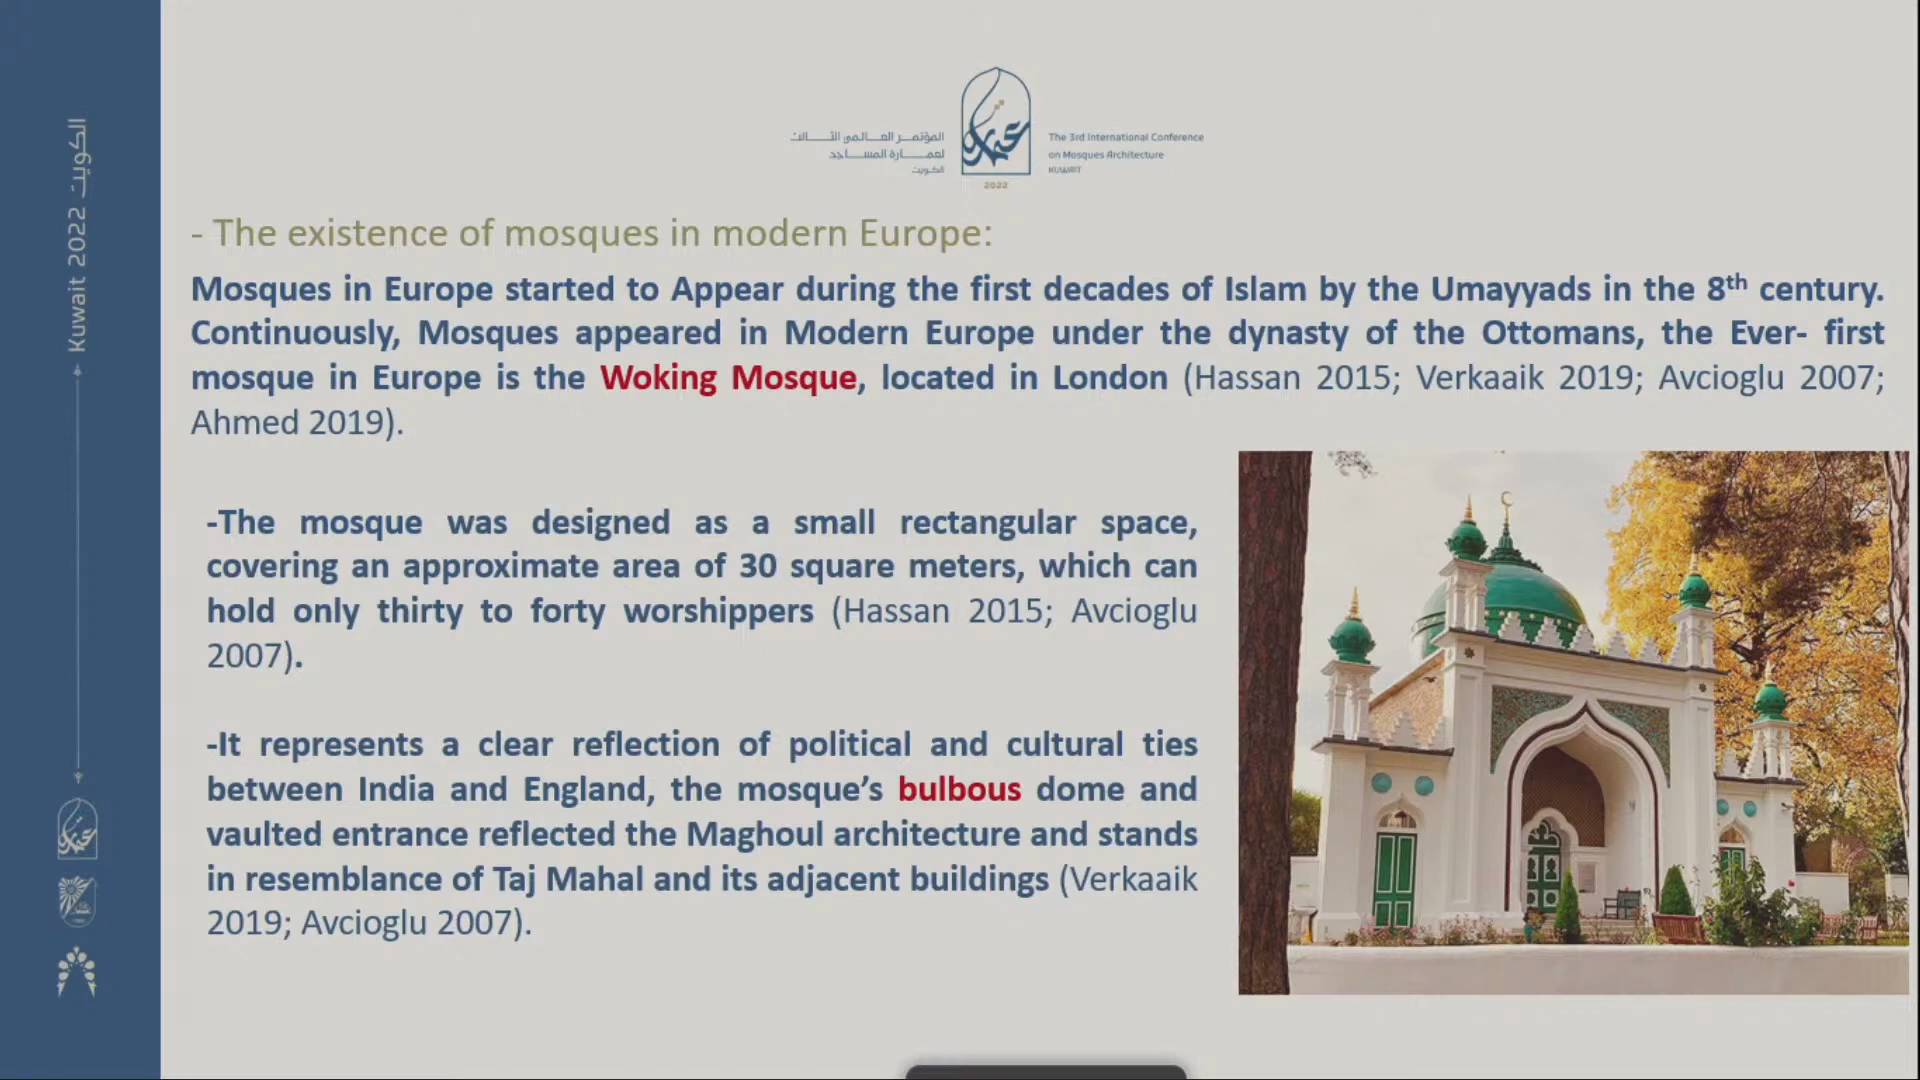 الكويت 2022 Kuwait
المؤتمـــر العـــالمي الثـــــالث
لعمـــــارة المســـاجد
الكويت
The 3rd International Conference
on Mosques Architecture
KUWAIT
2022
- The existence of mosques in modern Europe:
Mosques in Europe started to Appear during the first decades of Islam by the Umayyads in the 8th century.
Continuously, Mosques appeared in Modern Europe under the dynasty of the Ottomans, the Ever- first
mosque in Europe is the Woking Mosque, located in London (Hassan 2015; Verkaaik 2019; Avcioglu 2007;
Ahmed 2019).
-The mosque was designed as a small rectangular space,
covering an approximate area of 30 square meters, which can
hold only thirty to forty worshippers (Hassan 2015; Avcioglu
2007).
-It represents a clear reflection of political and cultural ties
between India and England, the mosque’s bulbous dome and
vaulted entrance reflected the Maghoul architecture and stands
in resemblance of Taj Mahal and its adjacent buildings (Verkaaik
2019; Avcioglu 2007).